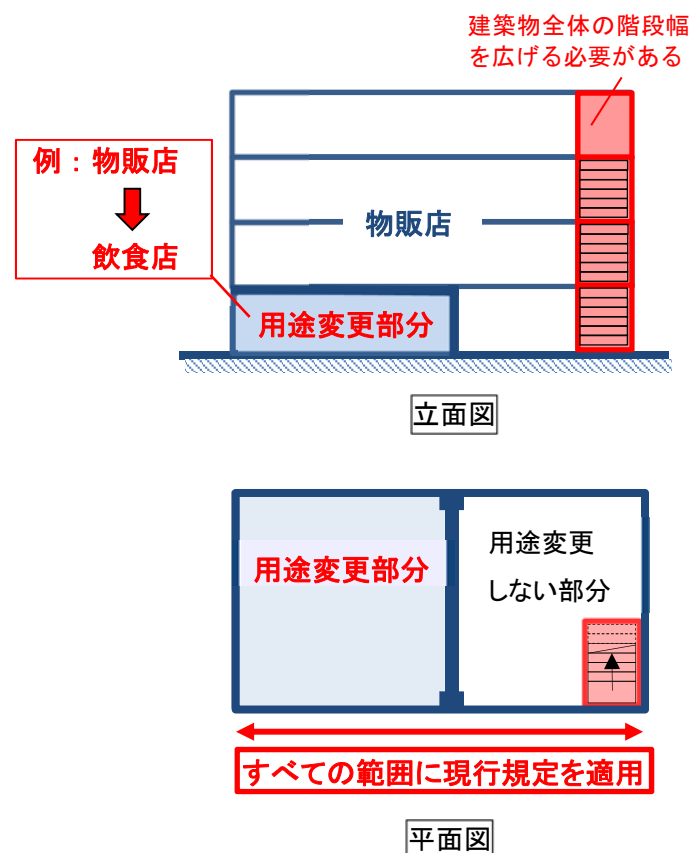 建築物全体の階段幅
を広げる必要がある
例：物販店
飲食店
物販店
用途変更部分
立面図
用途変更部分
用途変更
しない部分
すべての範囲に現行規定を適用
平面図